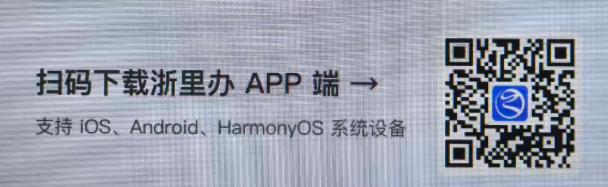 扫码下载浙里办 APP 端 →
支持 iOS、Android、HarmonyOS 系统设备